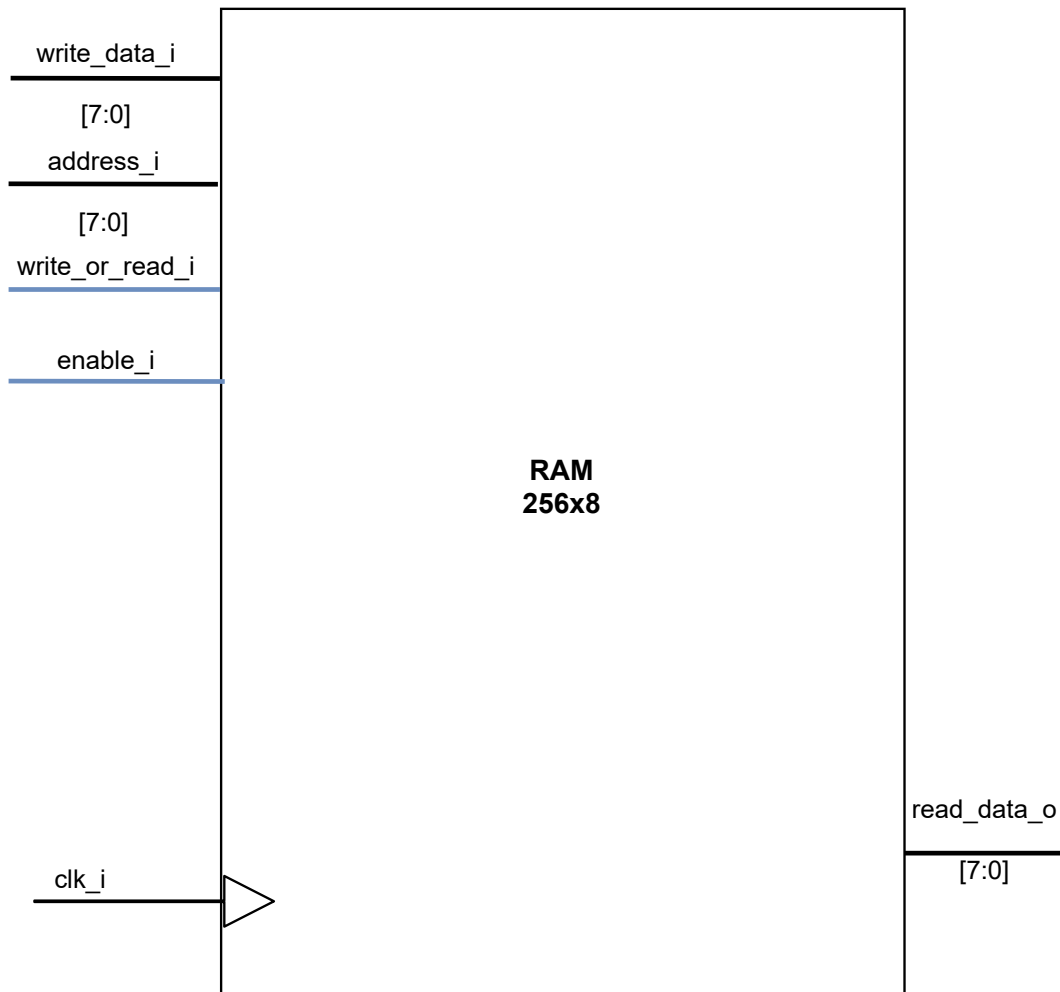 write_data_i
[7:0]
address_i
[7:0]
write_or_read_i
enable_i
RAM
256x8
read_data_o
[7:0]
clk_i